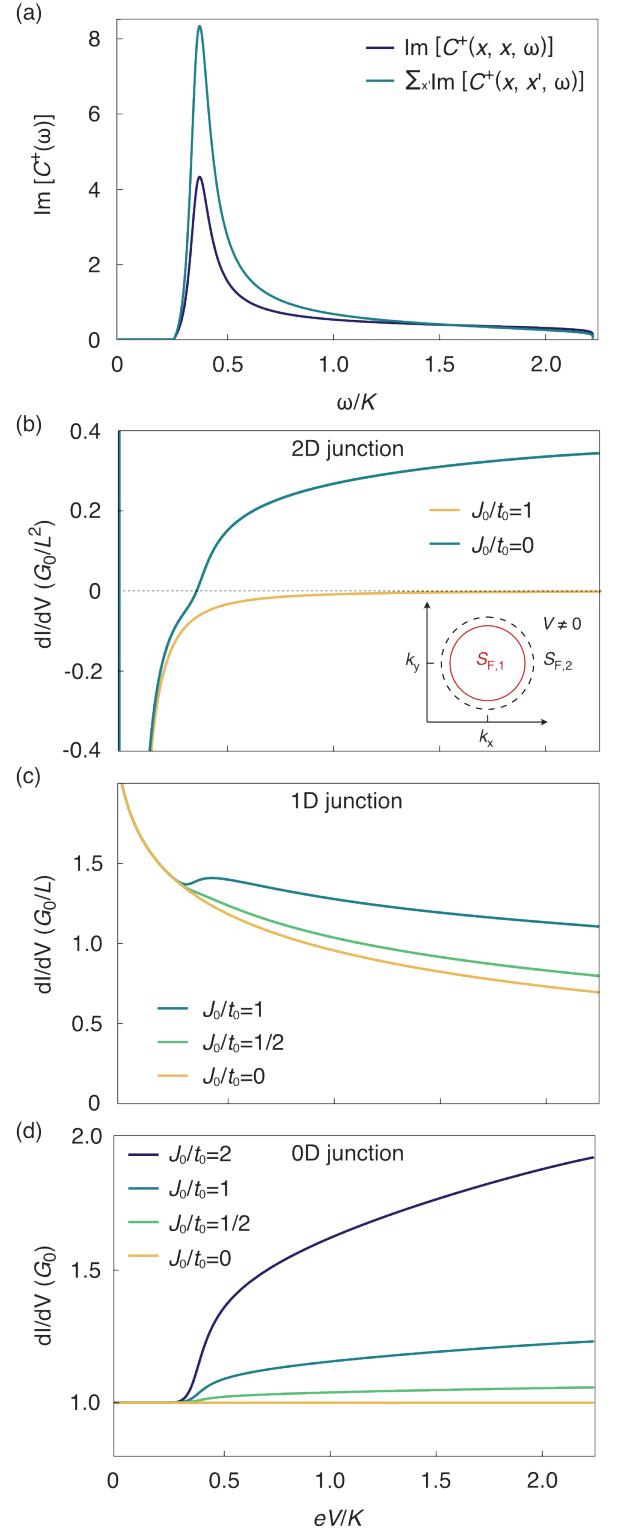 (a)
8
6
4
2
0
Im [C⁺(ω)]
Im [C⁺(x, x, ω)]
∑ₓ'Im [C⁺(x, x', ω)]
0 0.5 1.0 1.5 2.0
ω/K
(b)
0.4
0.2
0
-0.2
-0.4
dI/dV (G₀/L²)
2D junction
J₀/t₀=1
J₀/t₀=0
V ≠ 0
S_F,1
S_F,2
k_y
k_x
(c)
1.5
1.0
0.5
0
dI/dV (G₀/L)
1D junction
J₀/t₀=1
J₀/t₀=1/2
J₀/t₀=0
(d)
2.0
1.5
1.0
dI/dV (G₀)
0D junction
J₀/t₀=2
J₀/t₀=1
J₀/t₀=1/2
J₀/t₀=0
0 0.5 1.0 1.5 2.0
eV/K